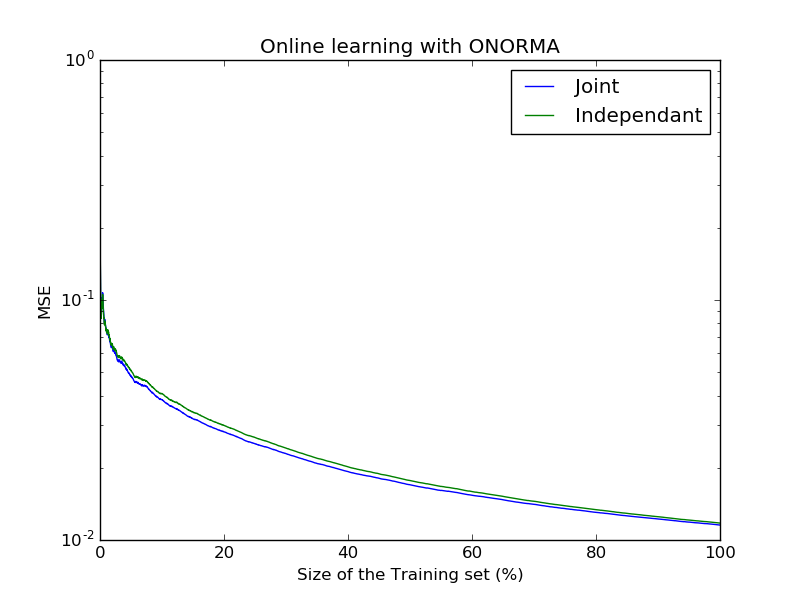 Online learning with ONORMA
Joint
Independant
MSE
10^0
10^-1
10^-2
0 20 40 60 80 100
Size of the Training set (%)